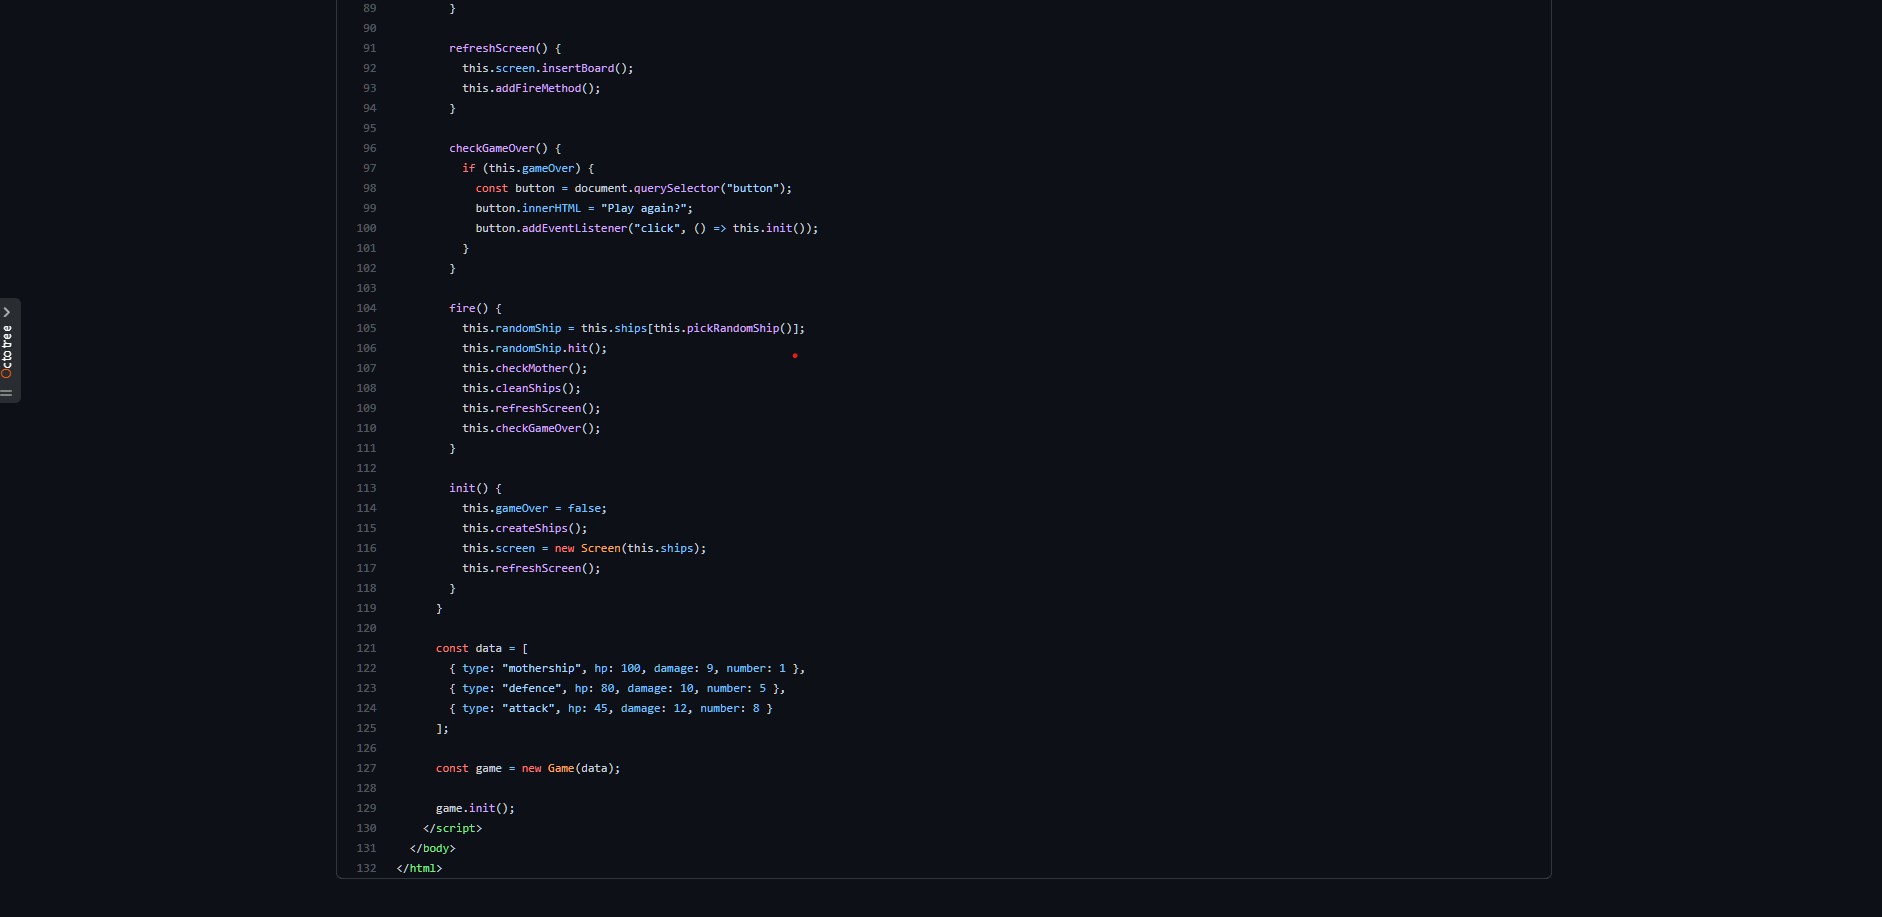 89 }
90
91 refreshScreen() {
92 this.screen.insertBoard();
93 this.addFireMethod();
94 }
95
96 checkGameOver() {
97 if (this.gameOver) {
98 const button = document.querySelector("button");
99 button.innerHTML = "Play again?";
100 button.addEventListener("click", () => this.init());
101 }
102 }
103
104 fire() {
105 this.randomShip = this.ships[this.pickRandomShip()];
106 this.randomShip.hit();
107 this.checkMother();
108 this.cleanShips();
109 this.refreshScreen();
110 this.checkGameOver();
111 }
112
113 init() {
114 this.gameOver = false;
115 this.createShips();
116 this.screen = new Screen(this.ships);
117 this.refreshScreen();
118 }
119 }
120
121 const data = [
122 { type: "mothership", hp: 100, damage: 9, number: 1 },
123 { type: "defence", hp: 80, damage: 10, number: 5 },
124 { type: "attack", hp: 45, damage: 12, number: 8 }
125 ];
126
127 const game = new Game(data);
128
129 game.init();
130 </script>
131 </body>
132 </html>
Octotree